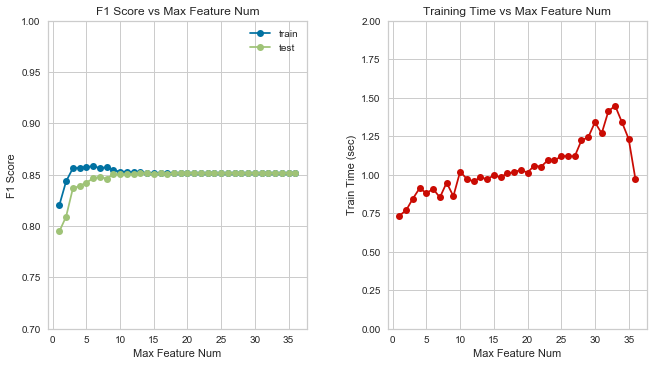 F1 Score vs Max Feature Num
1.00
0.95
0.90
0.85
0.80
0.75
0.70
F1 Score
train
test
0 5 10 15 20 25 30 35
Max Feature Num
Training Time vs Max Feature Num
2.00
1.75
1.50
1.25
1.00
0.75
0.50
0.25
0.00
Train Time (sec)
0 5 10 15 20 25 30 35
Max Feature Num